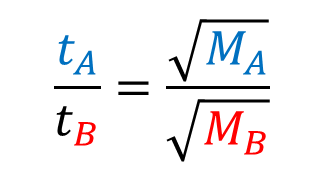 t_A / t_B = √M_A / √M_B